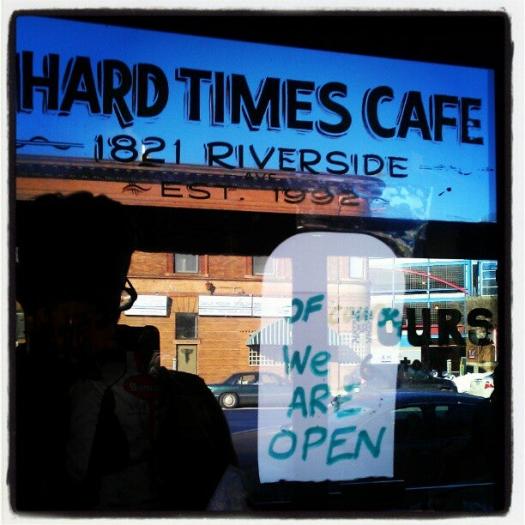 HARD TIMES CAFE
1821 RIVERSIDE
AVE
EST. 1992
OF
OURS
We
ARE
OPEN